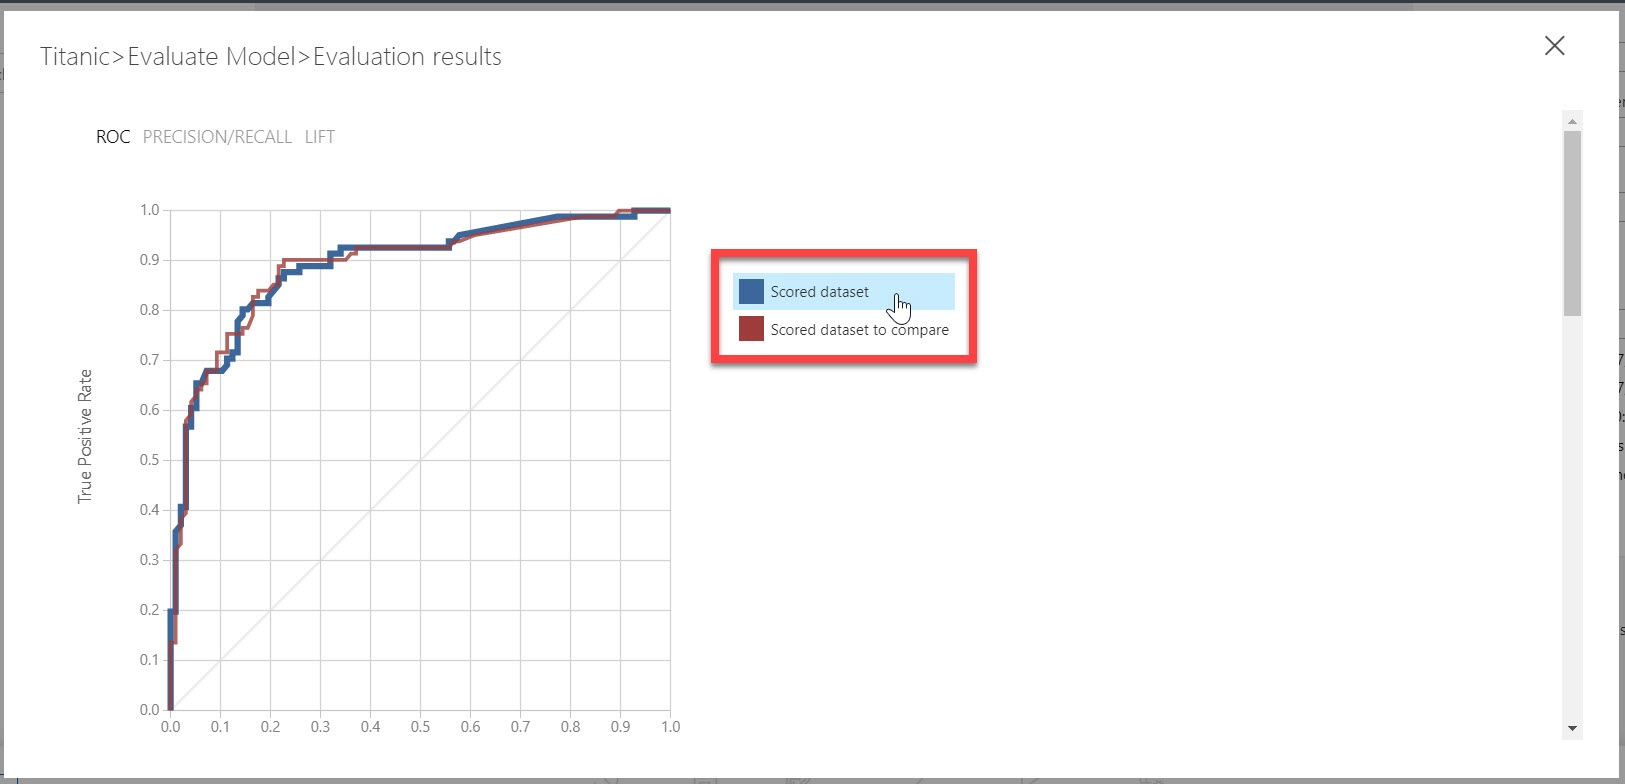 Titanic>Evaluate Model>Evaluation results
ROC PRECISION/RECALL LIFT
1.0
0.9
0.8
0.7
0.6
0.5
0.4
0.3
0.2
0.1
0.0
True Positive Rate
0.0 0.1 0.2 0.3 0.4 0.5 0.6 0.7 0.8 0.9 1.0
Scored dataset
Scored dataset to compare